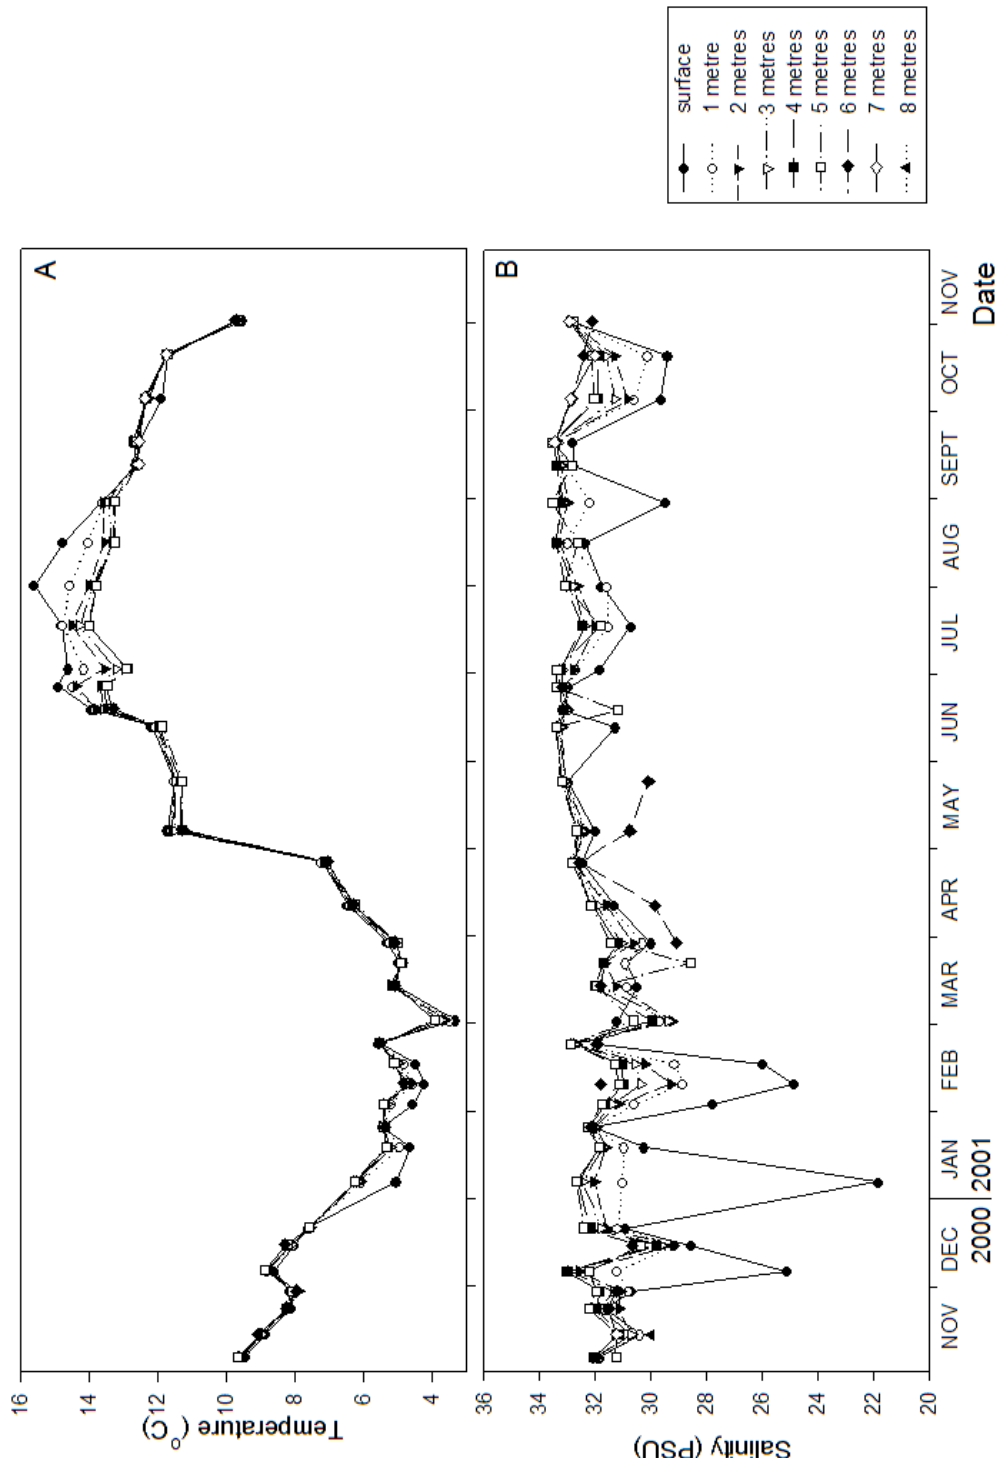 A
16
14
12
10
8
6
4
Temperature (°C)
B
36
34
32
30
28
26
24
22
20
Salinity (PSU)
NOV
DEC
JAN
FEB
MAR
APR
MAY
JUN
JUL
AUG
SEPT
OCT
NOV
2000
2001
Date
surface
1 metre
2 metres
3 metres
4 metres
5 metres
6 metres
7 metres
8 metres